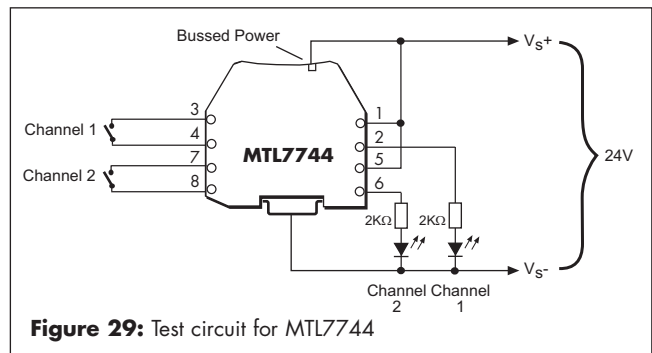 Bussed Power
Vs+
3
1
Channel 1
4
2
MTL7744
7
5
24V
Channel 2
8
6
2KΩ
2KΩ
Vs-
Channel 2
Channel 1
Figure 29: Test circuit for MTL7744